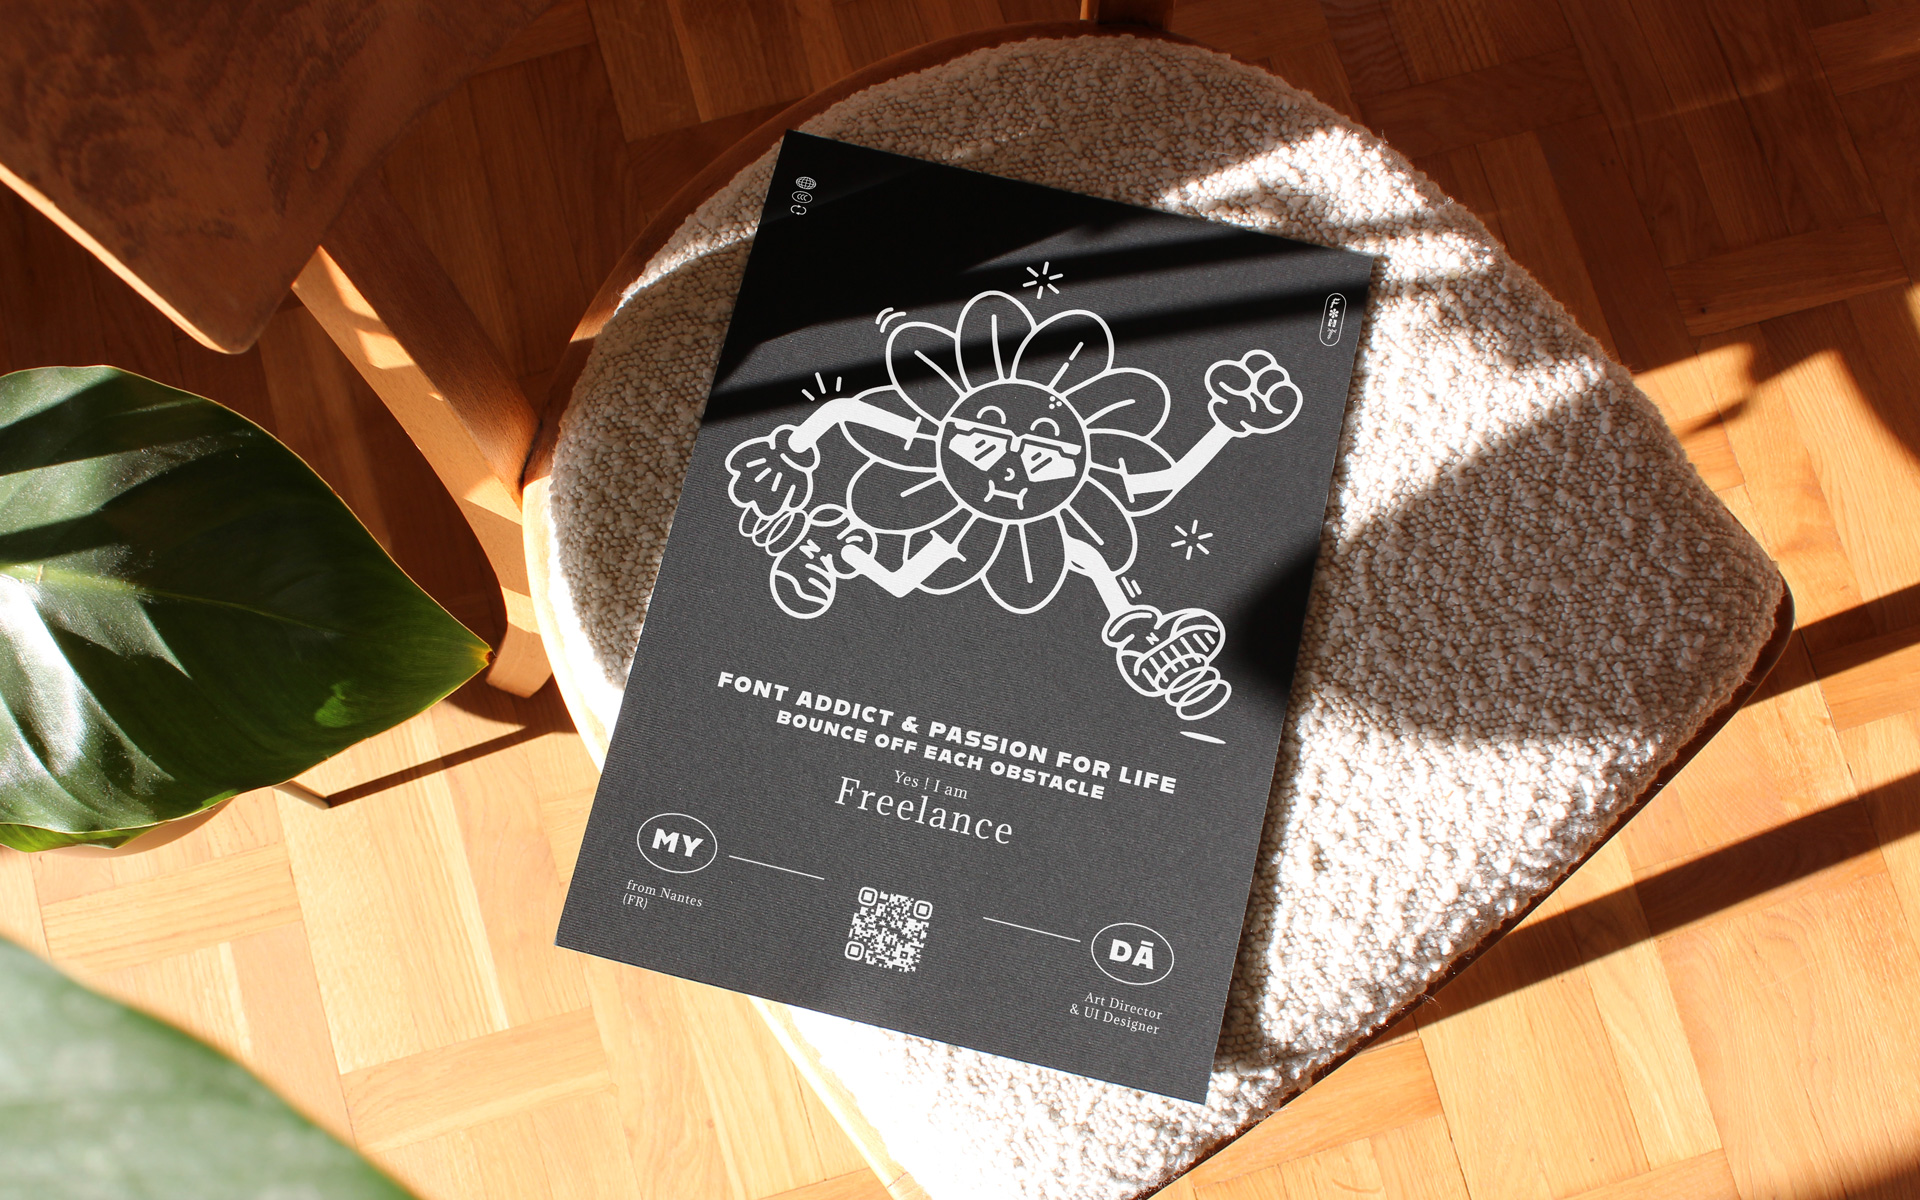 FONT
FONT ADDICT & PASSION FOR LIFE
BOUNCE OFF EACH OBSTACLE
Yes ! I am
Freelance
MY
from Nantes
(FR)
DĀ
Art Director
& UI Designer